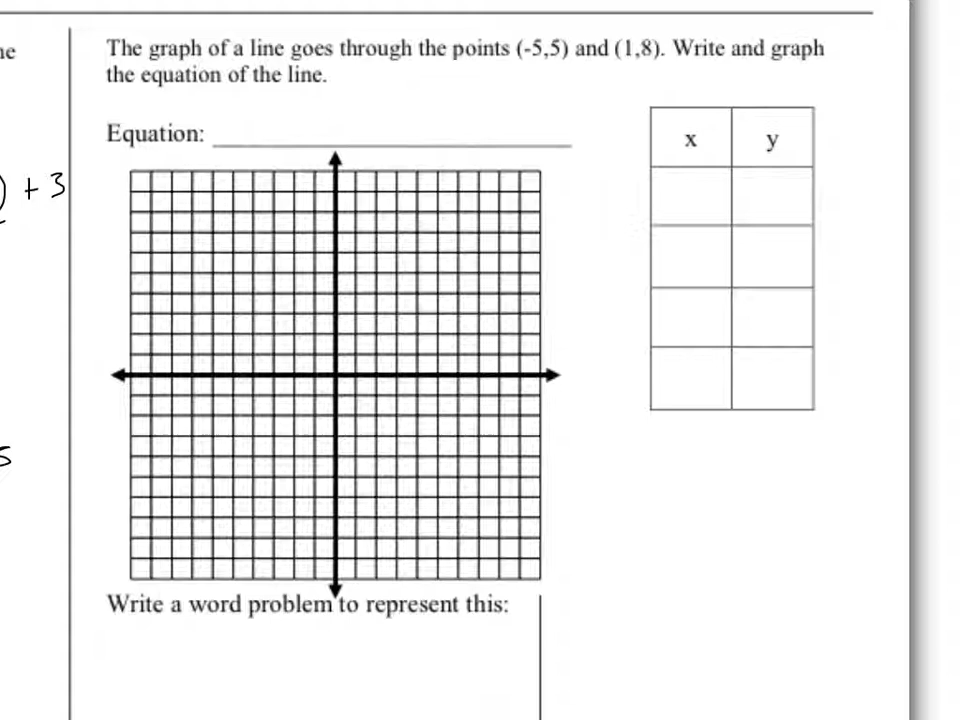 ne
The graph of a line goes through the points (-5,5) and (1,8). Write and graph
the equation of the line.
Equation:
x y
) + 3
5
Write a word problem to represent this: